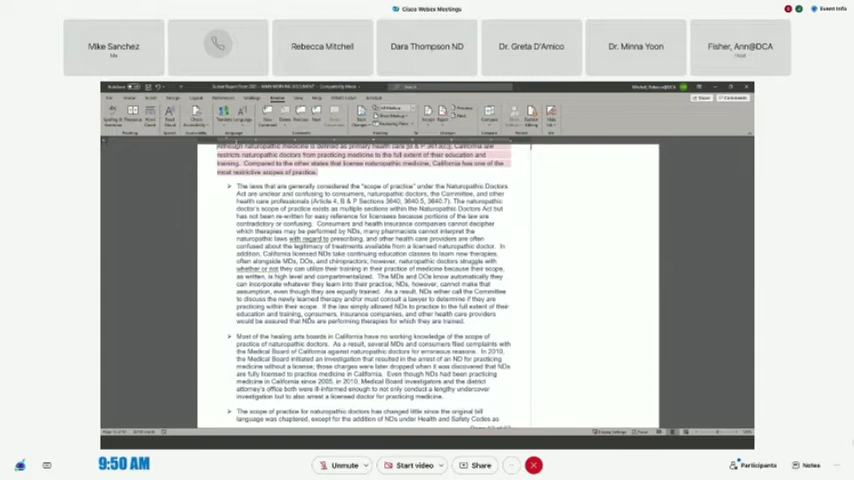 Cisco Webex Meetings
Event Info
Mike Sanchez
Me
Rebecca Mitchell
Dara Thompson ND
Dr. Greta D'Amico
Dr. Minna Yoon
Fisher, Ann@DCA
Host
Although naturopathic medicine is defined as primary health care California law
restricts naturopathic doctors from practicing medicine to the full extent of their education and
training. Compared to the other states that license naturopathic medicine, California has one of the
most restrictive scopes of practice.
➢ The laws that are generally considered the "scope of practice" under the Naturopathic Doctors
Act are unclear and confusing to consumers, naturopathic doctors, the Committee, and other
health care professionals (Article 4, B & P Sections 3640, 3640.5, 3640.7). The naturopathic
doctor's scope of practice exists as multiple sections within the Naturopathic Doctors Act but
has not been re-written for easy reference for licensees because portions of the law are
contradictory or confusing. Consumers and health insurance companies cannot decipher
which therapies may be performed by NDs, many pharmacists cannot interpret the
naturopathic laws with regard to prescribing, and other health care providers are often
confused about the legitimacy of treatments available from a licensed naturopathic doctor. In
addition, California licensed NDs take continuing education classes to learn new therapies,
often alongside MDs, DOs, and chiropractors; however, naturopathic doctors struggle with
whether or not they can utilize their training in their practice of medicine because their scope,
as written, is high level and compartmentalized. The MDs and DOs know automatically they
can incorporate whatever they learn into their practice; NDs, however, cannot make that
assumption, even though they are equally trained. As a result, NDs either call the Committee
to discuss the newly learned therapy and/or must consult a lawyer to determine if they are
practicing within their scope. If the law simply allowed NDs to practice to the full extent of their
education and training, consumers, insurance companies, and other health care providers
would be assured that NDs are performing therapies for which they are trained.
➢ Most of the healing arts boards in California have no working knowledge of the scope of
practice of naturopathic doctors. As a result, several MDs and consumers filed complaints with
the Medical Board of California against naturopathic doctors for erroneous reasons. In 2010,
the Medical Board initiated an investigation that resulted in the arrest of an ND for practicing
medicine without a license; those charges were later dropped when it was discovered that NDs
are fully licensed to practice medicine in California. Even though NDs had been practicing
medicine in California since 2005, in 2010, Medical Board investigators and the district
attorney's office both were ill-informed enough to not only conduct a lengthy undercover
investigation but to also arrest a licensed doctor for practicing medicine.
➢ The scope of practice for naturopathic doctors has changed little since the original bill
language was chaptered, except for the addition of NDs under Health and Safety Codes as
9:50 AM
Unmute
Start video
Share
Participants
Notes